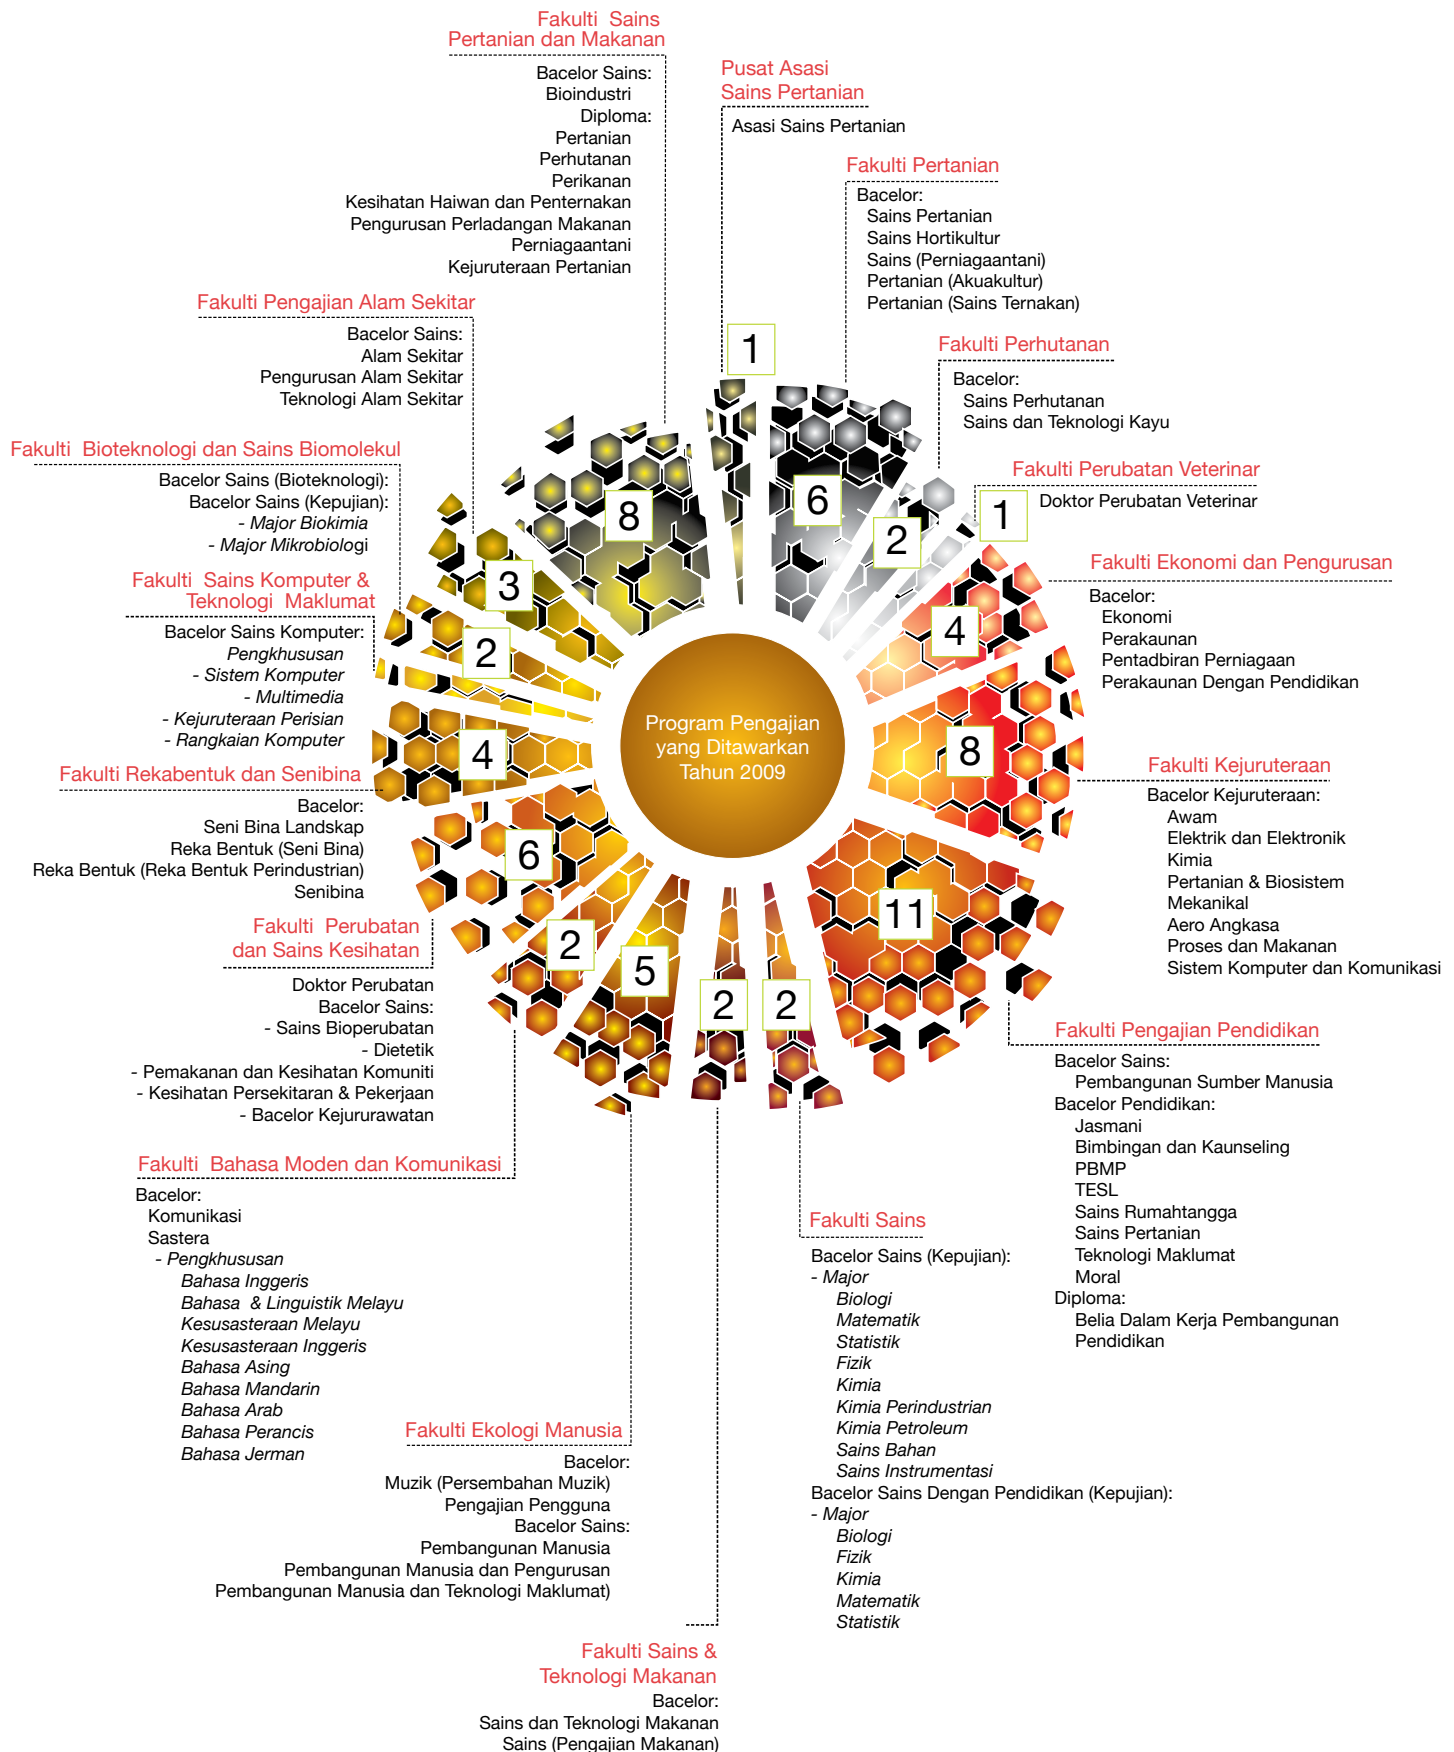 Fakulti Sains
Pertanian dan Makanan
Bacelor Sains:
Bioindustri
Diploma:
Pertanian
Perhutanan
Perikanan
Kesihatan Haiwan dan Penternakan
Pengurusan Perladangan Makanan
Perniagaantani
Kejuruteraan Pertanian
Pusat Asasi
Sains Pertanian
Asasi Sains Pertanian
1
Fakulti Pertanian
Bacelor:
Sains Pertanian
Sains Hortikultur
Sains (Perniagaantani)
Pertanian (Akuakultur)
Pertanian (Sains Ternakan)
6
Fakulti Perhutanan
Bacelor:
Sains Perhutanan
Sains dan Teknologi Kayu
2
Fakulti Perubatan Veterinar
Doktor Perubatan Veterinar
1
Fakulti Ekonomi dan Pengurusan
Bacelor:
Ekonomi
Perakaunan
Pentadbiran Perniagaan
Perakaunan Dengan Pendidikan
4
Fakulti Kejuruteraan
Bacelor Kejuruteraan:
Awam
Elektrik dan Elektronik
Kimia
Pertanian & Biosistem
Mekanikal
Aero Angkasa
Proses dan Makanan
Sistem Komputer dan Komunikasi
8
Fakulti Pengajian Pendidikan
Bacelor Sains:
Pembangunan Sumber Manusia
Bacelor Pendidikan:
Jasmani
Bimbingan dan Kaunseling
PBMP
TESL
Sains Rumahtangga
Sains Pertanian
Teknologi Maklumat
Moral
Diploma:
Belia Dalam Kerja Pembangunan
Pendidikan
11
Fakulti Sains
Bacelor Sains (Kepujian):
- Major
Biologi
Matematik
Statistik
Fizik
Kimia
Kimia Perindustrian
Kimia Petroleum
Sains Bahan
Sains Instrumentasi
Bacelor Sains Dengan Pendidikan (Kepujian):
- Major
Biologi
Fizik
Kimia
Matematik
Statistik
2
Fakulti Sains &
Teknologi Makanan
Bacelor:
Sains dan Teknologi Makanan
Sains (Pengajian Makanan)
2
Fakulti Ekologi Manusia
Bacelor:
Muzik (Persembahan Muzik)
Pengajian Pengguna
Bacelor Sains:
Pembangunan Manusia
Pembangunan Manusia dan Pengurusan
Pembangunan Manusia dan Teknologi Maklumat)
5
Fakulti Bahasa Moden dan Komunikasi
Bacelor:
Komunikasi
Sastera
- Pengkhususan
Bahasa Inggeris
Bahasa & Linguistik Melayu
Kesusasteraan Melayu
Kesusasteraan Inggeris
Bahasa Asing
Bahasa Mandarin
Bahasa Arab
Bahasa Perancis
Bahasa Jerman
2
Fakulti Perubatan
dan Sains Kesihatan
Doktor Perubatan
Bacelor Sains:
- Sains Bioperubatan
- Dietetik
- Pemakanan dan Kesihatan Komuniti
- Kesihatan Persekitaran & Pekerjaan
- Bacelor Kejururawatan
6
Fakulti Rekabentuk dan Senibina
Bacelor:
Seni Bina Landskap
Reka Bentuk (Seni Bina)
Reka Bentuk (Reka Bentuk Perindustrian)
Senibina
4
Fakulti Sains Komputer &
Teknologi Maklumat
Bacelor Sains Komputer:
Pengkhususan
- Sistem Komputer
- Multimedia
- Kejuruteraan Perisian
- Rangkaian Komputer
Fakulti Bioteknologi dan Sains Biomolekul
Bacelor Sains (Bioteknologi):
Bacelor Sains (Kepujian):
- Major Biokimia
- Major Mikrobiologi
2
Fakulti Pengajian Alam Sekitar
Bacelor Sains:
Alam Sekitar
Pengurusan Alam Sekitar
Teknologi Alam Sekitar
3
8
Program Pengajian
yang Ditawarkan
Tahun 2009